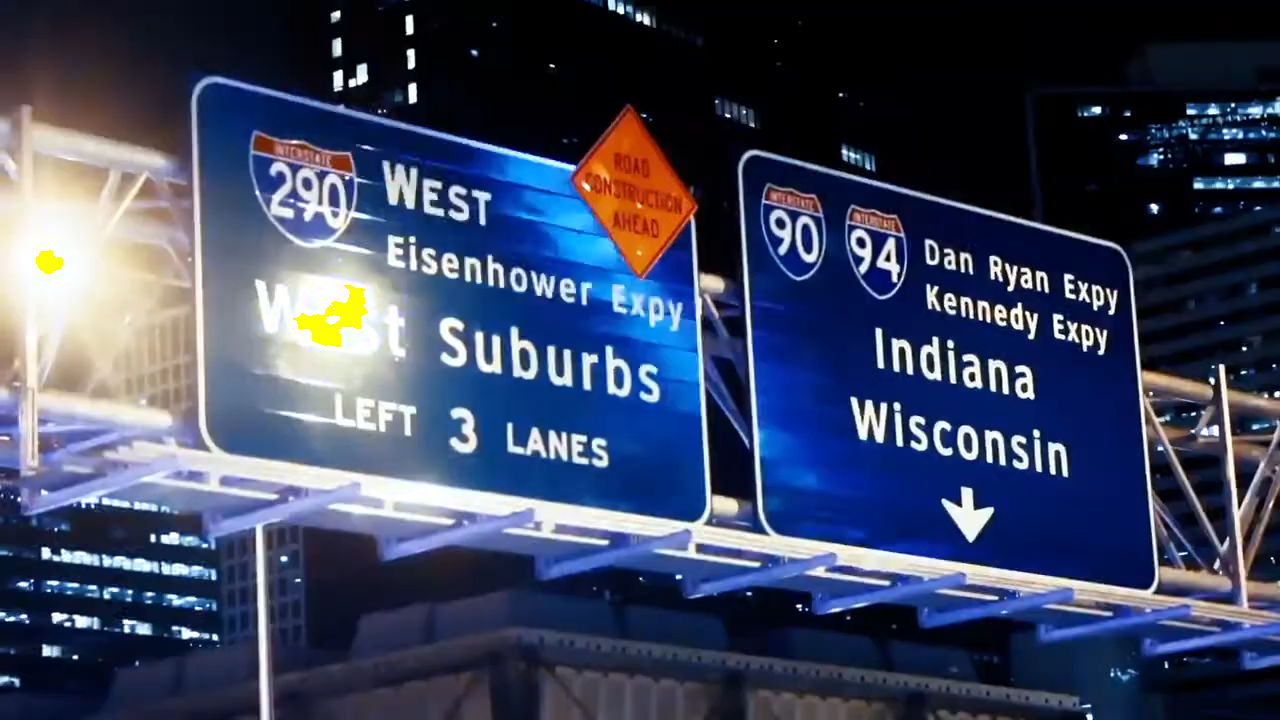 INTERSTATE
290
WEST
Eisenhower Expy
West Suburbs
LEFT 3 LANES
ROAD
CONSTRUCTION
AHEAD
INTERSTATE
90
INTERSTATE
94
Dan Ryan Expy
Kennedy Expy
Indiana
Wisconsin